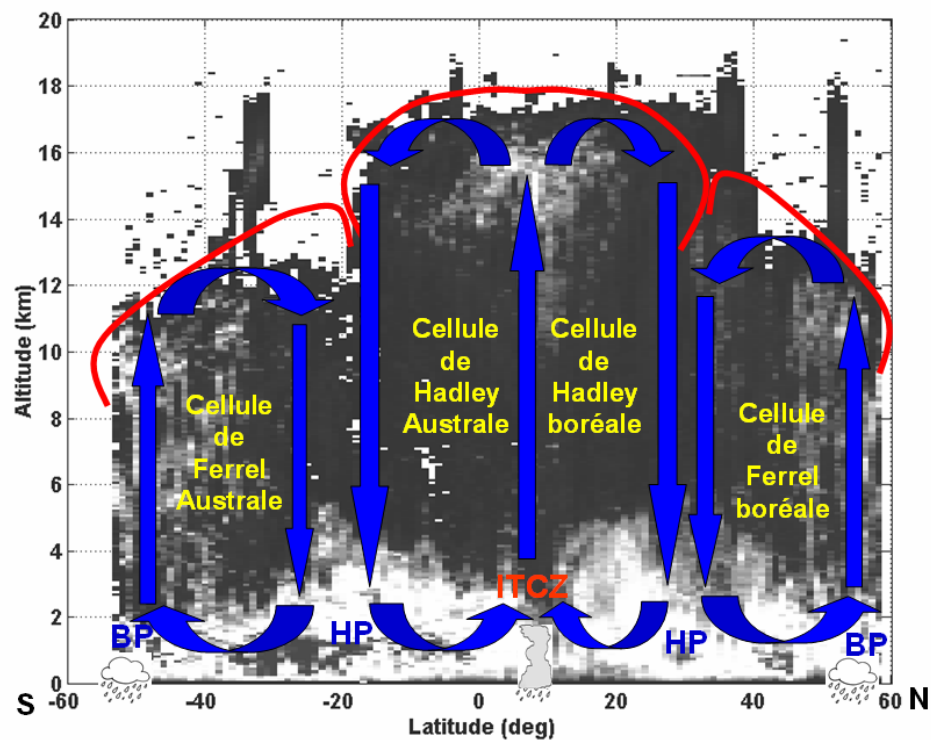 20
18
16
14
12
10
8
6
4
2
0
Altitude (km)
Cellule
de
Ferrel
Australe
Cellule
de
Hadley
Australe
Cellule
de
Hadley
boréale
Cellule
de
Ferrel
boréale
ITCZ
BP
HP
HP
BP
S
N
-60
-40
-20
0
20
40
60
Latitude (deg)